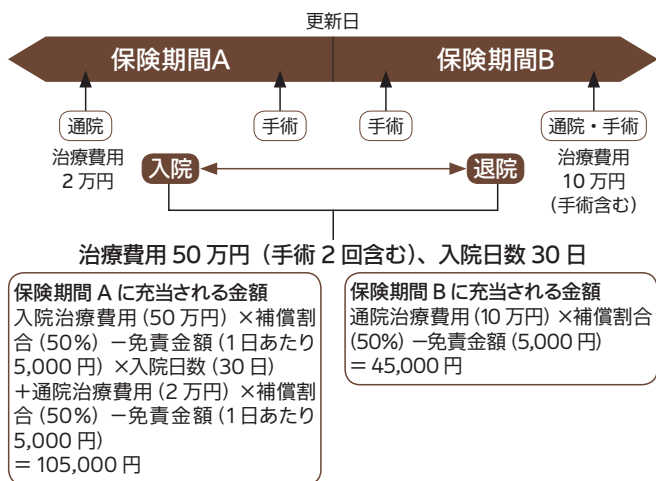 更新日
保険期間A
保険期間B
通院
手術
手術
通院・手術
治療費用
2万円
治療費用
10万円
(手術含む)
入院
退院
治療費用 50 万円（手術 2 回含む）、入院日数 30 日
保険期間 A に充当される金額
入院治療費用（50 万円）×補償割
合（50%）－免責金額（1日あたり
5,000 円）×入院日数（30 日）
＋通院治療費用（2 万円）×補償割
合（50%）－免責金額（1日あたり
5,000 円）
＝ 105,000 円
保険期間 B に充当される金額
通院治療費用（10 万円）×補償割合
（50%）－免責金額（5,000 円）
＝ 45,000 円